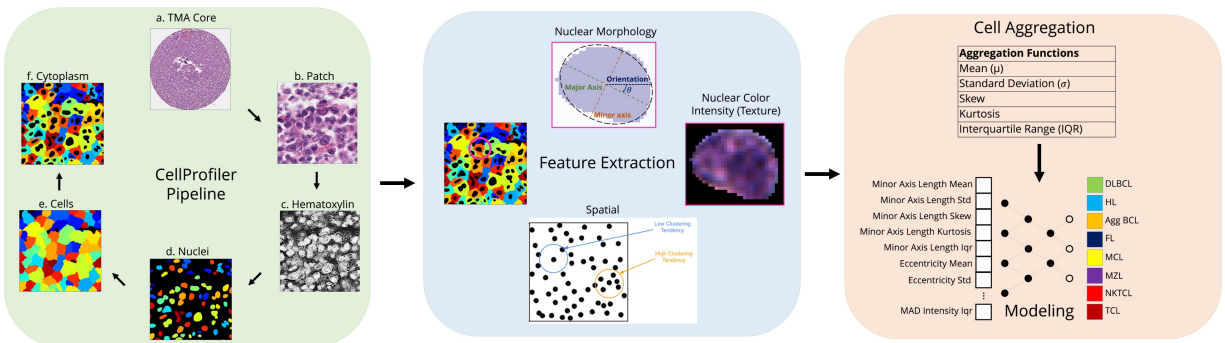 a. TMA Core
f. Cytoplasm
b. Patch
CellProfiler
Pipeline
e. Cells
c. Hematoxylin
d. Nuclei
Nuclear Morphology
Orientation
Major Axis
θ
Minor axis
Nuclear Color
Intensity (Texture)
Feature Extraction
Spatial
Low Clustering
Tendency
High Clustering
Tendency
Cell Aggregation
Aggregation Functions
Mean (μ)
Standard Deviation (σ)
Skew
Kurtosis
Interquartile Range (IQR)
Minor Axis Length Mean
Minor Axis Length Std
Minor Axis Length Skew
Minor Axis Length Kurtosis
Minor Axis Length Iqr
Eccentricity Mean
Eccentricity Std
⋮
MAD Intensity Iqr
Modeling
DLBCL
HL
Agg BCL
FL
MCL
MZL
NKTCL
TCL